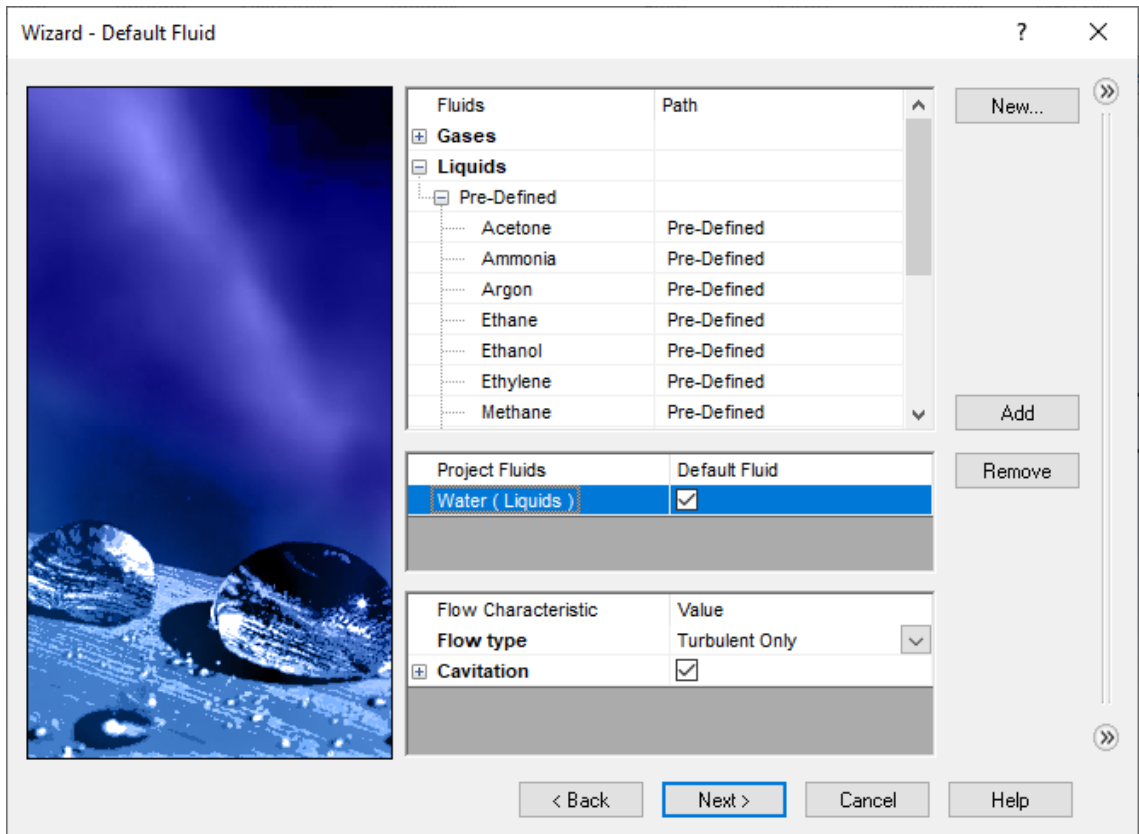 Wizard - Default Fluid ?
Fluids Path
Gases
Liquids
Pre-Defined
Acetone Pre-Defined
Ammonia Pre-Defined
Argon Pre-Defined
Ethane Pre-Defined
Ethanol Pre-Defined
Ethylene Pre-Defined
Methane Pre-Defined
New...
Add
Project Fluids Default Fluid
Water ( Liquids )
Remove
Flow Characteristic Value
Flow type Turbulent Only
Cavitation
< Back Next > Cancel Help